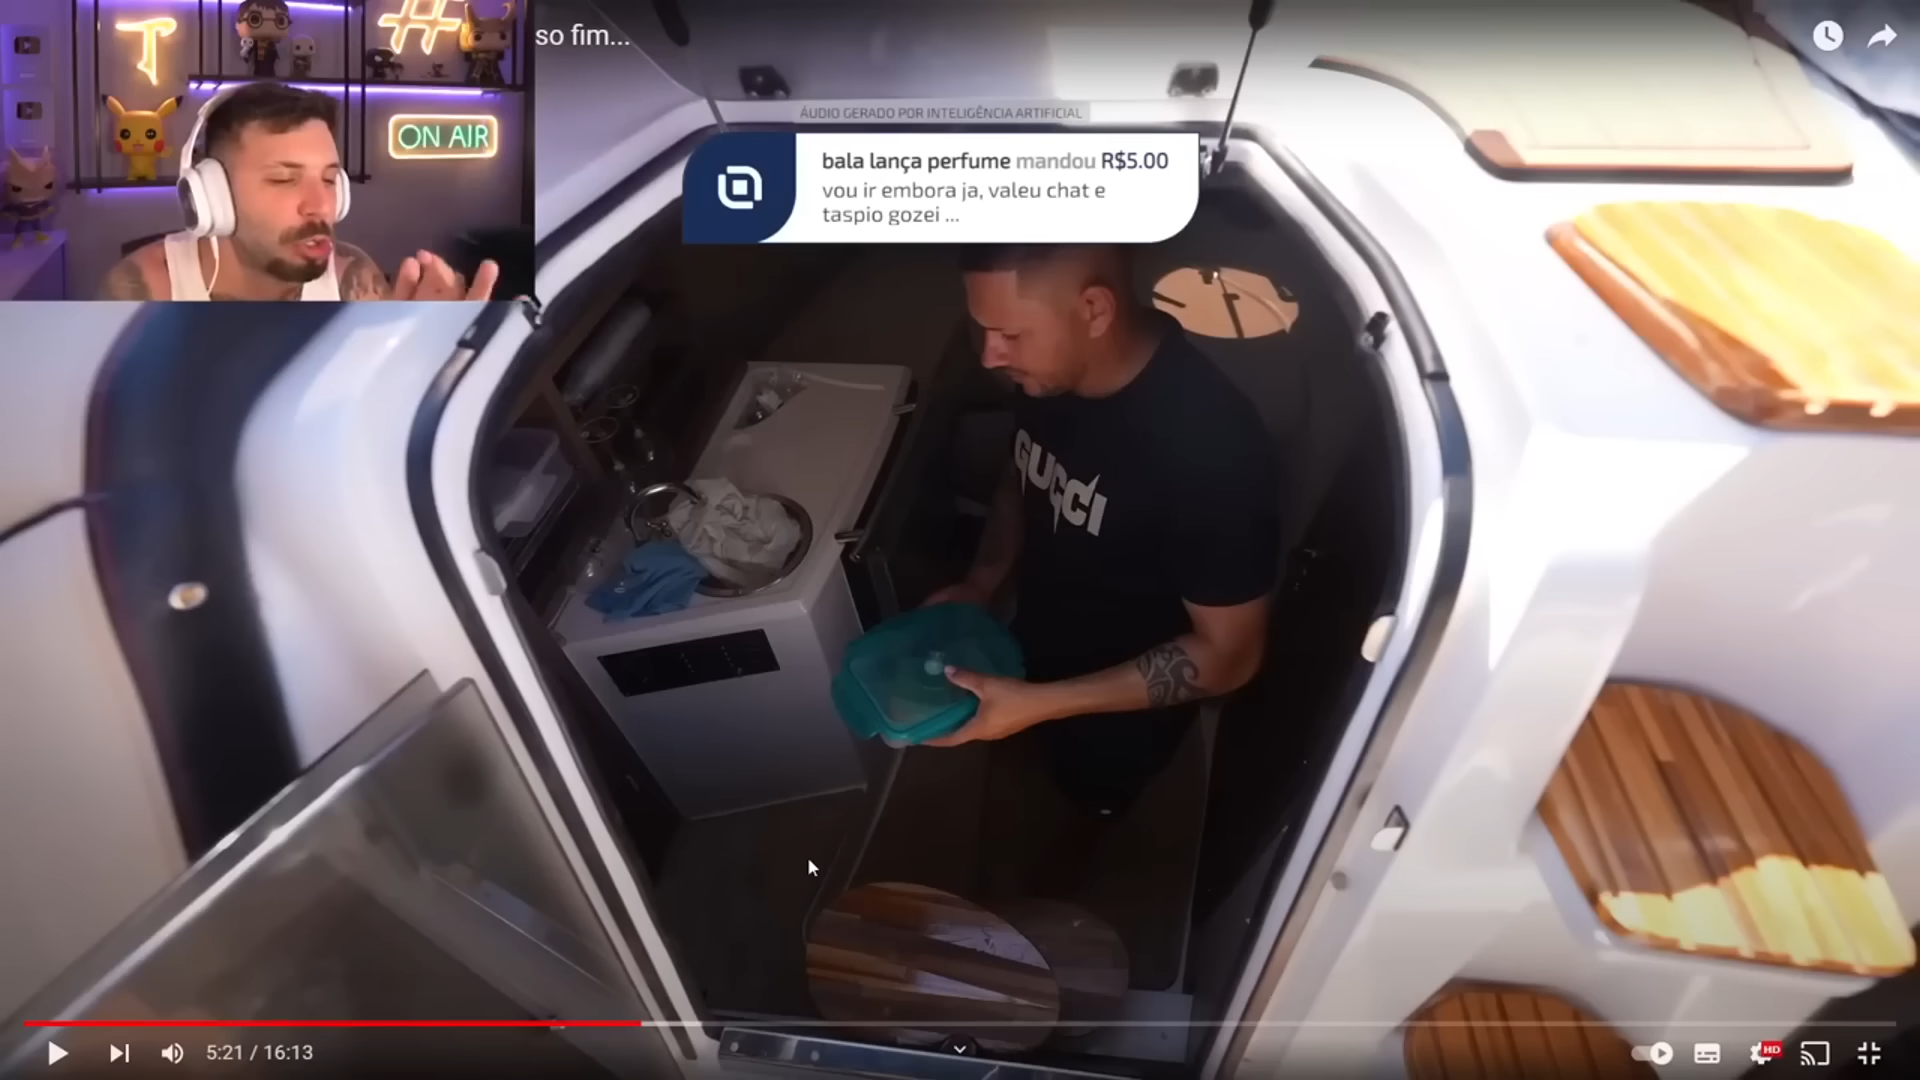 so fim...
ON AIR
ÁUDIO GERADO POR INTELIGÊNCIA ARTIFICIAL
bala lança perfume mandou R$5.00
vou ir embora ja, valeu chat e
taspio gozei ...
GUCCI
5:21 / 16:13
HD